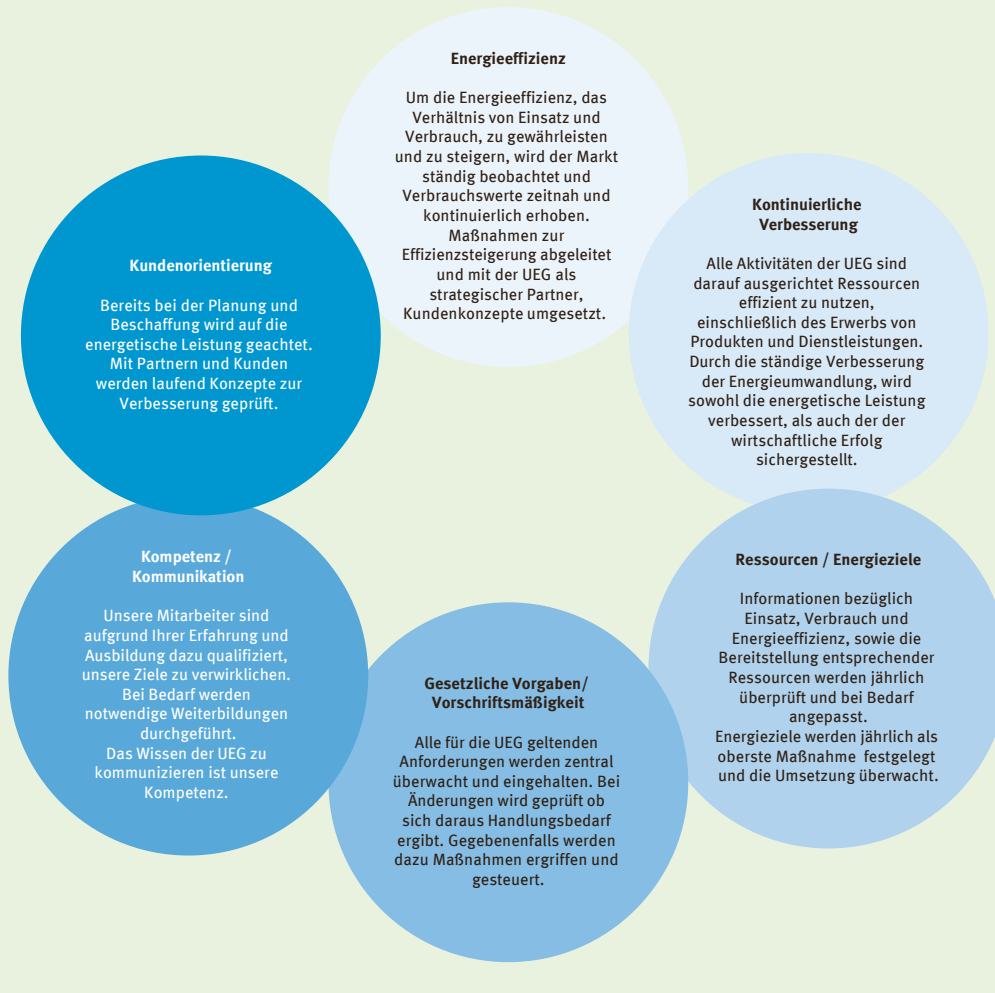 Energieeffizienz
Um die Energieeffizienz, das
Verhältnis von Einsatz und
Verbrauch, zu gewährleisten
und zu steigern, wird der Markt
ständig beobachtet und
Verbrauchswerte zeitnah und
kontinuierlich erhoben.
Maßnahmen zur
Effizienzsteigerung abgeleitet
und mit der UEG als
strategischer Partner,
Kundenkonzepte umgesetzt.
Kontinuierliche
Verbesserung
Alle Aktivitäten der UEG sind
darauf ausgerichtet Ressourcen
effizient zu nutzen,
einschließlich des Erwerbs von
Produkten und Dienstleistungen.
Durch die ständige Verbesserung
der Energieumwandlung, wird
sowohl die energetische Leistung
verbessert, als auch der der
wirtschaftliche Erfolg
sichergestellt.
Ressourcen / Energieziele
Informationen bezüglich
Einsatz, Verbrauch und
Energieeffizienz, sowie die
Bereitstellung entsprechender
Ressourcen werden jährlich
überprüft und bei Bedarf
angepasst.
Energieziele werden jährlich als
oberste Maßnahme festgelegt
und die Umsetzung überwacht.
Gesetzliche Vorgaben/
Vorschriftsmäßigkeit
Alle für die UEG geltenden
Anforderungen werden zentral
überwacht und eingehalten. Bei
Änderungen wird geprüft ob
sich daraus Handlungsbedarf
ergibt. Gegebenenfalls werden
dazu Maßnahmen ergriffen und
gesteuert.
Kompetenz /
Kommunikation
Unsere Mitarbeiter sind
aufgrund Ihrer Erfahrung und
Ausbildung dazu qualifiziert,
unsere Ziele zu verwirklichen.
Bei Bedarf werden
notwendige Weiterbildungen
durchgeführt.
Das Wissen der UEG zu
kommunizieren ist unsere
Kompetenz.
Kundenorientierung
Bereits bei der Planung und
Beschaffung wird auf die
energetische Leistung geachtet.
Mit Partnern und Kunden
werden laufend Konzepte zur
Verbesserung geprüft.